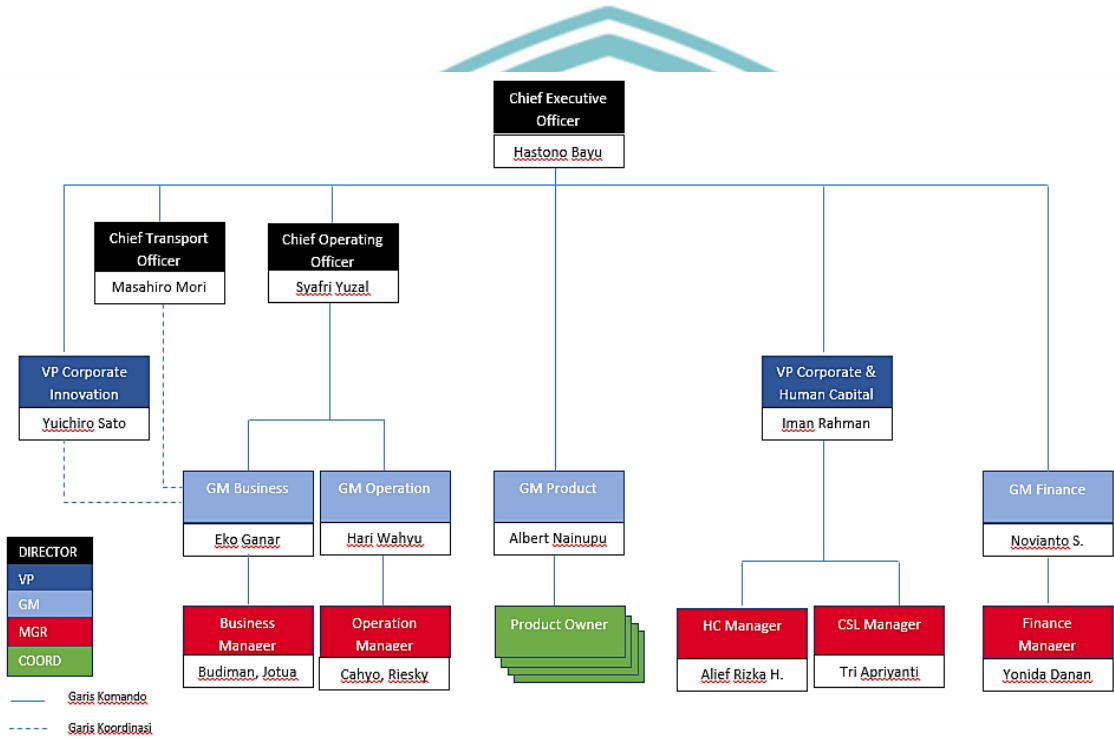 Chief Executive
Officer
Hastono Bayu
Chief Transport
Officer
Masahiro Mori
Chief Operating
Officer
Syafri Yuzal
VP Corporate
Innovation
Yuichiro Sato
VP Corporate &
Human Capital
Iman Rahman
GM Business
Eko Ganar
GM Operation
Hari Wahyu
GM Product
Albert Nainupu
GM Finance
Novianto S.
DIRECTOR
VP
GM
MGR
COORD
Business
Manager
Budiman, Jotua
Operation
Manager
Cahyo, Riesky
Product Owner
HC Manager
Alief Rizka H.
CSL Manager
Tri Apriyanti
Finance
Manager
Yonida Danan
Garis Komando
Garis Koordinasi